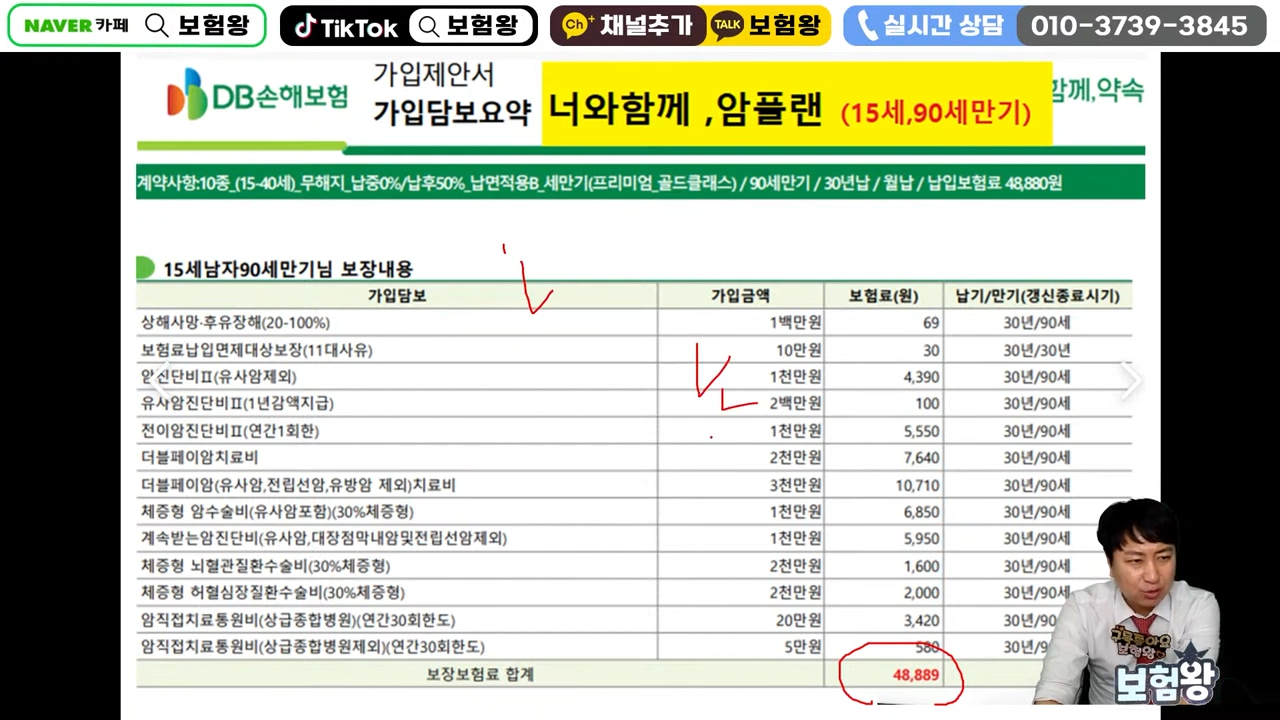 NAVER 카페 보험왕
TikTok 보험왕
Ch+ 채널추가 TALK 보험왕
실시간 상담 010-3739-3845
DB손해보험
가입제안서
가입담보요약
너와함께 ,암플랜 (15세,90세만기)
함께,약속
계약사항:10종_(15-40세)_무해지_납중0%/납후50%_납면적용B_세만기(프리미엄_골드클래스) / 90세만기 / 30년납 / 월납 / 납입보험료 48,880원
15세남자90세만기님 보장내용
가입담보 가입금액 보험료(원) 납기/만기(갱신종료시기)
상해사망·후유장해(20-100%) 1백만원 69 30년/90세
보험료납입면제대상보장(11대사유) 10만원 30 30년/30년
암진단비Ⅱ(유사암제외) 1천만원 4,390 30년/90세
유사암진단비Ⅱ(1년감액지급) 2백만원 100 30년/90세
전이암진단비Ⅱ(연간1회한) 1천만원 5,550 30년/90세
더블페이암치료비 2천만원 7,640 30년/90세
더블페이암(유사암,전립선암,유방암 제외)치료비 3천만원 10,710 30년/90세
체증형 암수술비(유사암포함)(30%체증형) 1천만원 6,850 30년/90세
계속받는암진단비(유사암,대장점막내암및전립선암제외) 1천만원 5,950 30년/90세
체증형 뇌혈관질환수술비(30%체증형) 2천만원 1,600 30년/90세
체증형 허혈심장질환수술비(30%체증형) 2천만원 2,000 30년/90세
암직접치료통원비(상급종합병원)(연간30회한도) 20만원 3,420 30년/90
암직접치료통원비(상급종합병원제외)(연간30회한도) 5만원 580 30년/9
보장보험료 합계 48,889
구독좋아요
보험왕
보험왕